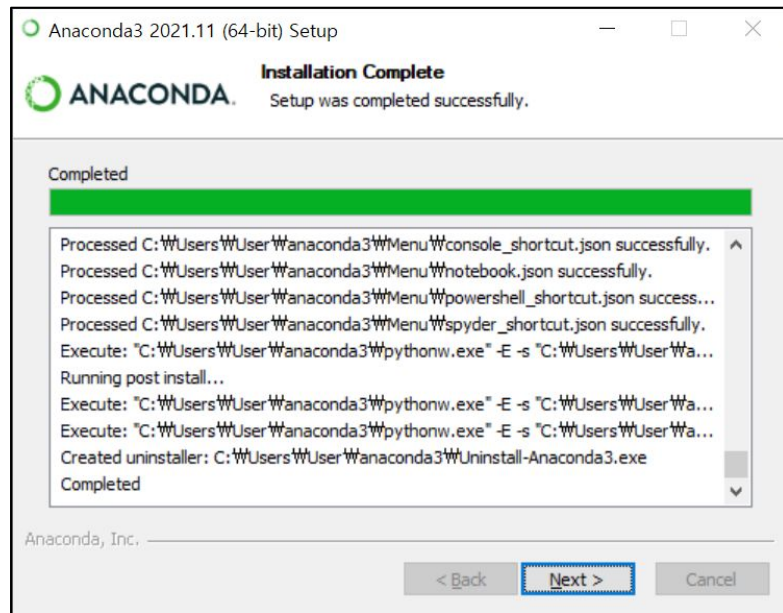 Anaconda3 2021.11 (64-bit) Setup
ANACONDA.
Installation Complete
Setup was completed successfully.
Completed
Processed C:₩Users₩User₩anaconda3₩Menu₩console_shortcut.json successfully.
Processed C:₩Users₩User₩anaconda3₩Menu₩notebook.json successfully.
Processed C:₩Users₩User₩anaconda3₩Menu₩powershell_shortcut.json success...
Processed C:₩Users₩User₩anaconda3₩Menu₩spyder_shortcut.json successfully.
Execute: "C:₩Users₩User₩anaconda3₩pythonw.exe" -E -s "C:₩Users₩User₩a...
Running post install...
Execute: "C:₩Users₩User₩anaconda3₩pythonw.exe" -E -s "C:₩Users₩User₩a...
Execute: "C:₩Users₩User₩anaconda3₩pythonw.exe" -E -s "C:₩Users₩User₩a...
Created uninstaller: C:₩Users₩User₩anaconda3₩Uninstall-Anaconda3.exe
Completed
Anaconda, Inc.
< Back
Next >
Cancel